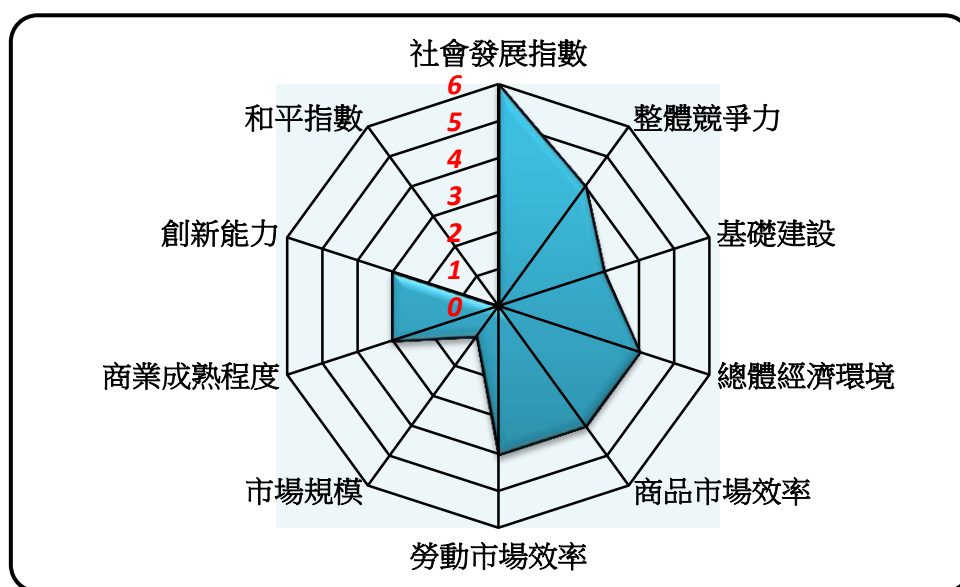 社會發展指數
6
5
4
3
2
1
0
整體競爭力
基礎建設
總體經濟環境
商品市場效率
勞動市場效率
市場規模
商業成熟程度
創新能力
和平指數